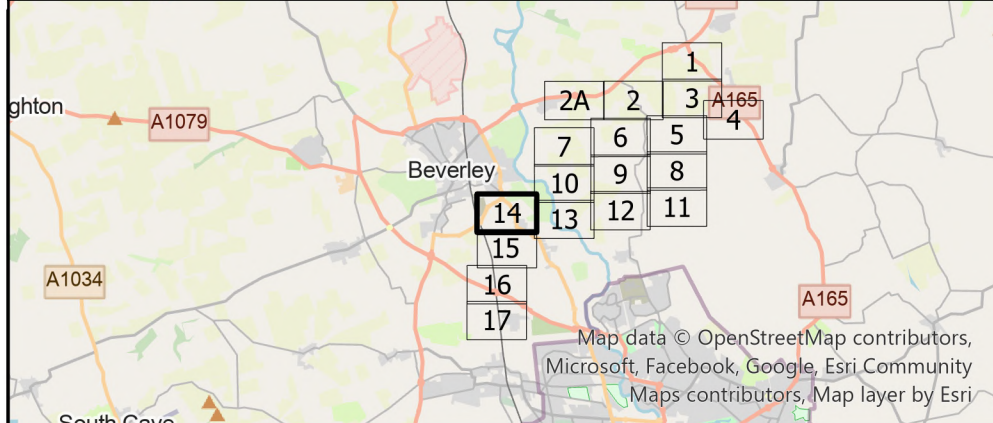 1
2A
2
3
A165
4
ghton
A1079
7
6
5
Beverley
10
9
8
14
13
12
11
15
A1034
16
A165
17
Map data © OpenStreetMap contributors,
Microsoft, Facebook, Google, Esri Community
Maps contributors, Map layer by Esri
South Cave